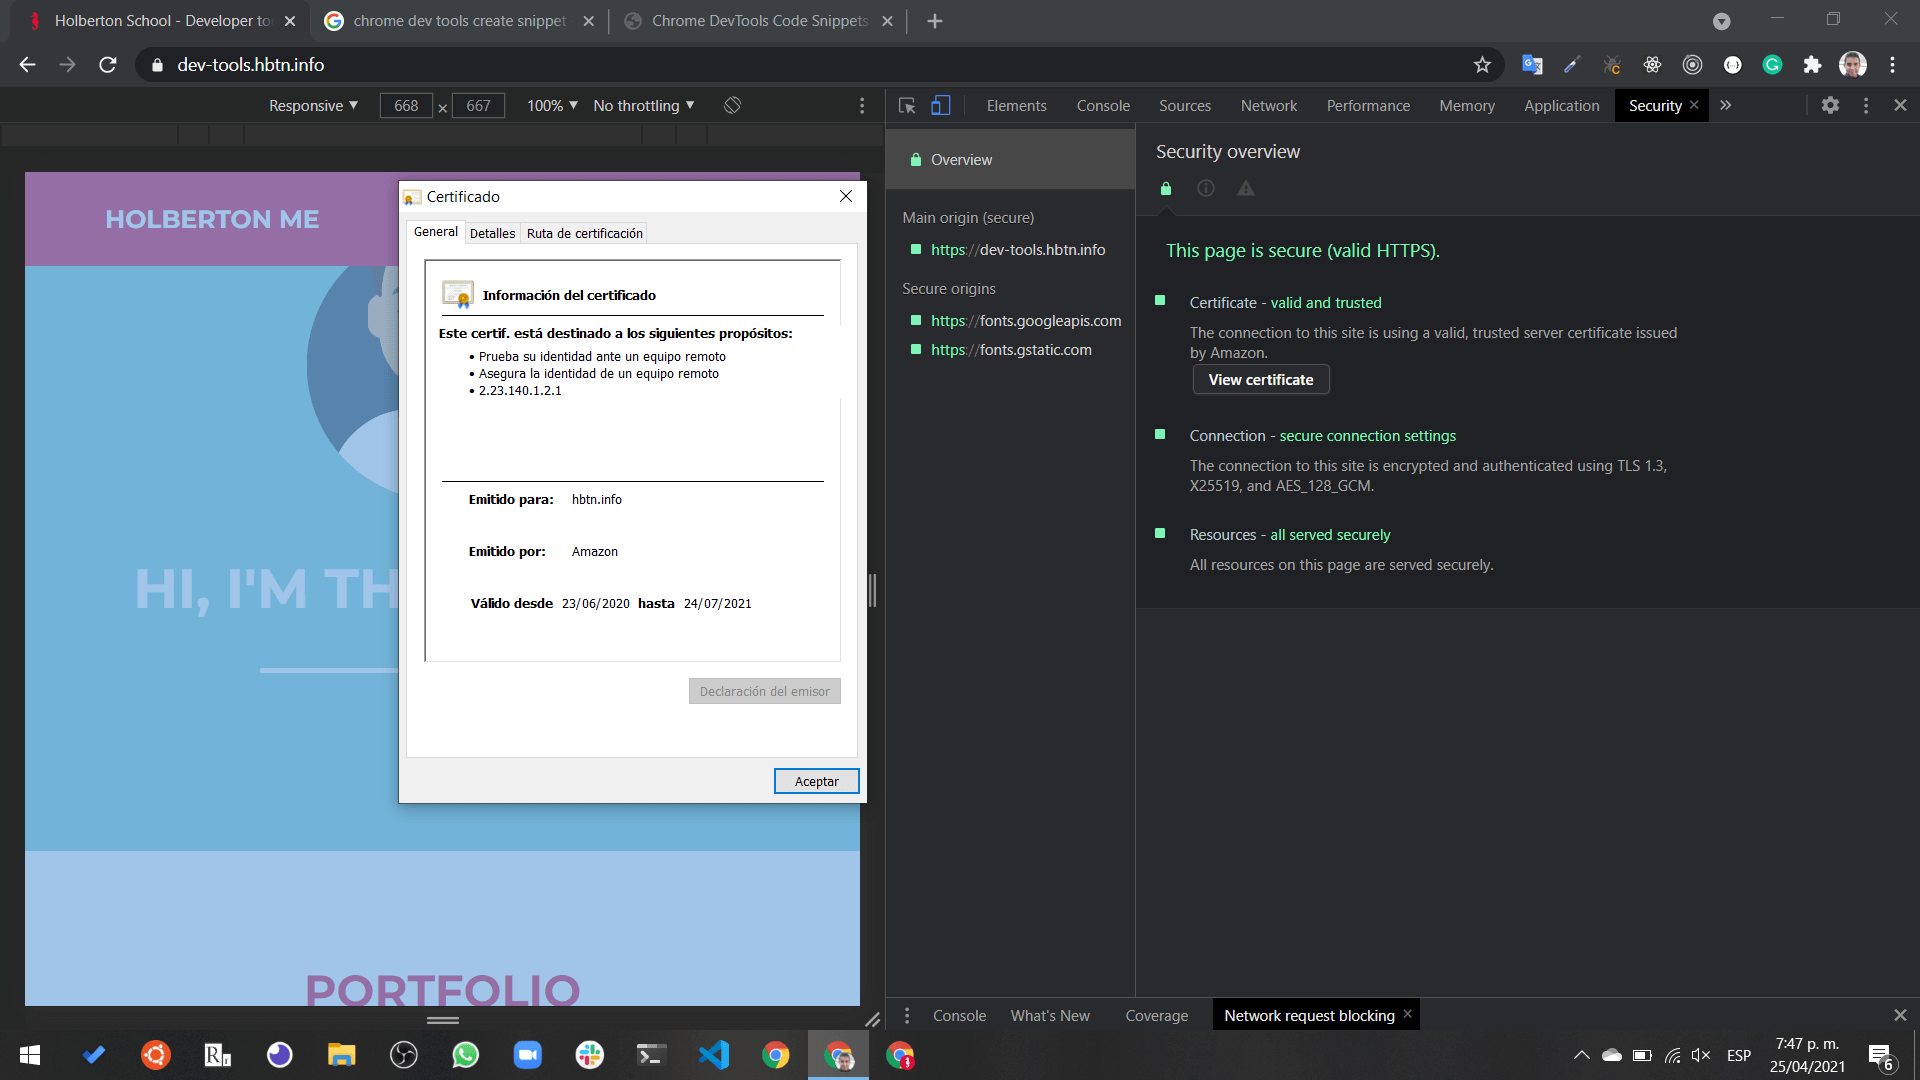 Holberton School - Developer to
chrome dev tools create snippet
Chrome DevTools Code Snippets
dev-tools.hbtn.info
Responsive ▼ 668 × 667 100% ▼ No throttling ▼
Elements Console Sources Network Performance Memory Application Security × »
HOLBERTON ME
HI, I'M TH
PORTFOLIO
Certificado
General Detalles Ruta de certificación
Información del certificado
Este certif. está destinado a los siguientes propósitos:
• Prueba su identidad ante un equipo remoto
• Asegura la identidad de un equipo remoto
• 2.23.140.1.2.1
Emitido para: hbtn.info
Emitido por: Amazon
Válido desde 23/06/2020 hasta 24/07/2021
Declaración del emisor
Aceptar
Overview
Main origin (secure)
https://dev-tools.hbtn.info
Secure origins
https://fonts.googleapis.com
https://fonts.gstatic.com
Security overview
This page is secure (valid HTTPS).
Certificate - valid and trusted
The connection to this site is using a valid, trusted server certificate issued
by Amazon.
View certificate
Connection - secure connection settings
The connection to this site is encrypted and authenticated using TLS 1.3,
X25519, and AES_128_GCM.
Resources - all served securely
All resources on this page are served securely.
Console What's New Coverage Network request blocking ×
ESP
7:47 p. m.
25/04/2021
6